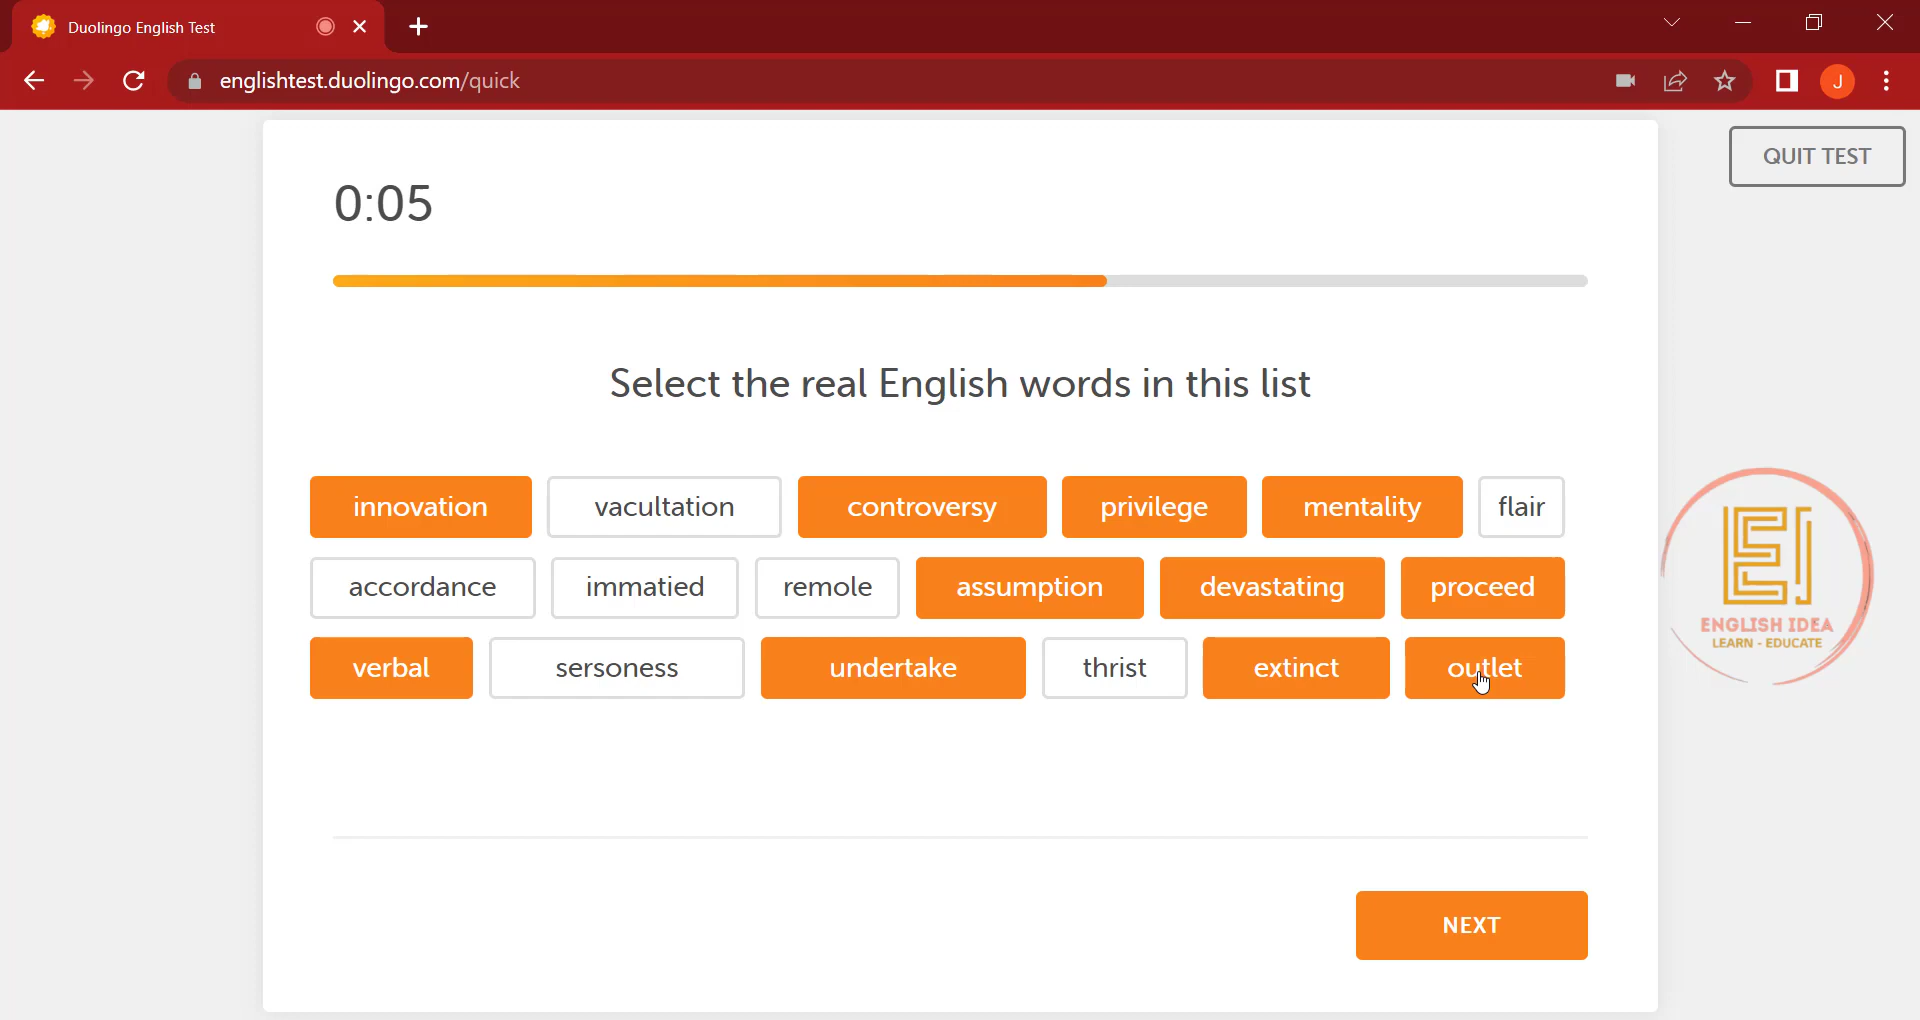 Duolingo English Test
englishtest.duolingo.com/quick
J
QUIT TEST
0:05
Select the real English words in this list
innovation vacultation controversy privilege mentality flair
accordance immatied remole assumption devastating proceed
verbal sersoness undertake thrist extinct outlet
EI
ENGLISH IDEA
LEARN - EDUCATE
NEXT